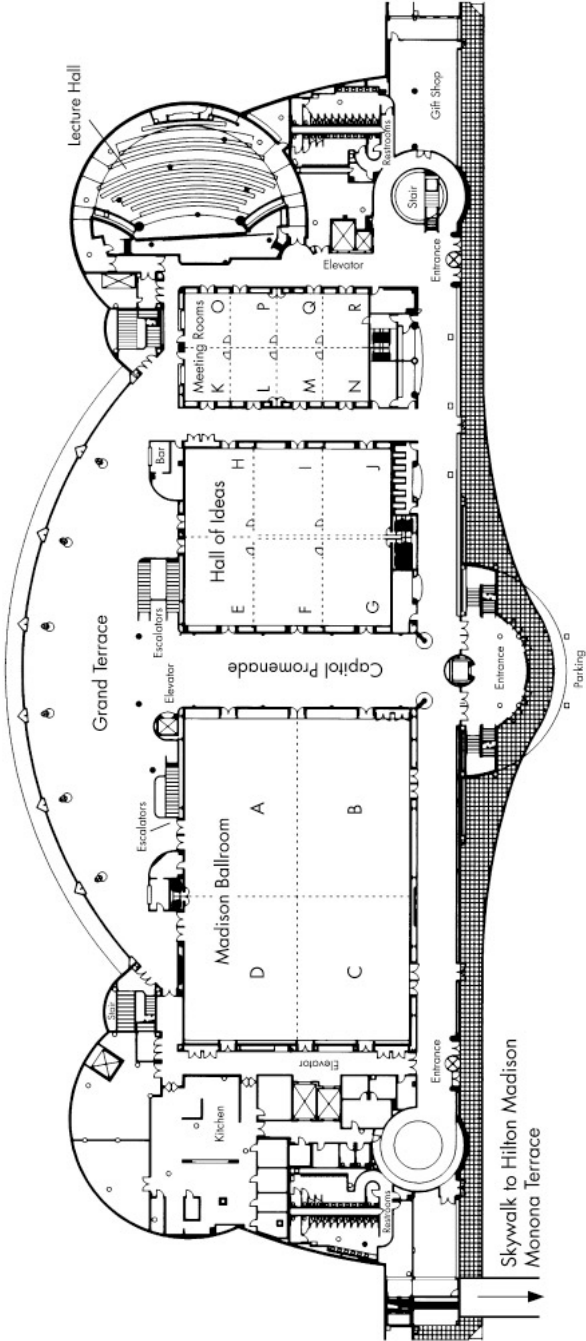 Lecture Hall
Gift Shop
Restrooms
Stair
Entrance
Elevator
Meeting Rooms
K
O
L
P
M
Q
N
R
Bar
Hall of Ideas
E
H
F
I
G
J
Grand Terrace
Escalators
Elevator
Capitol Promenade
Entrance
Parking
Escalators
Madison Ballroom
D
A
C
B
Stair
Elevator
Kitchen
Entrance
Restrooms
Skywalk to Hilton Madison
Monona Terrace